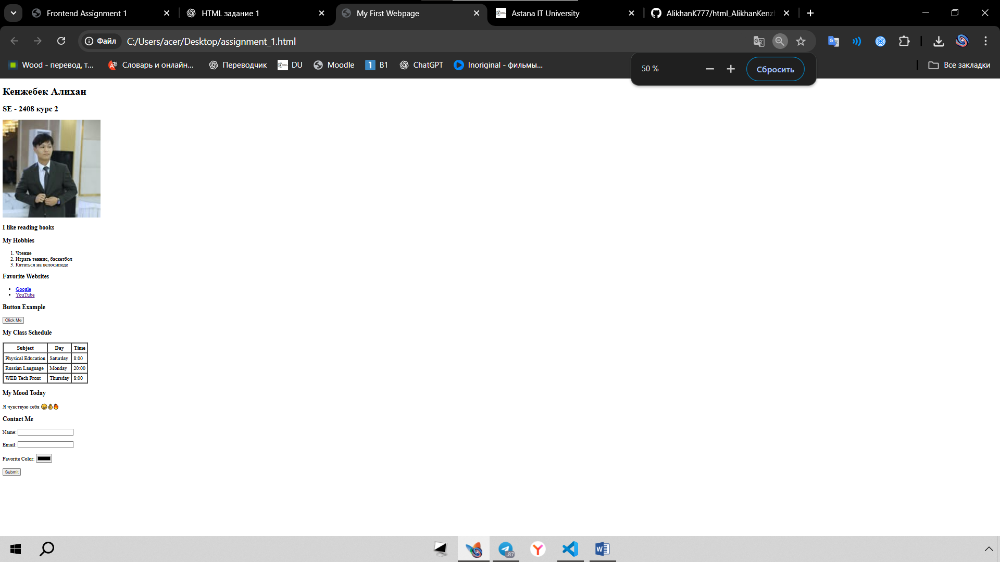 Frontend Assignment 1
HTML задание 1
My First Webpage
Astana IT University
AlikhanK777/html_AlikhanKenz
Файл
C:/Users/acer/Desktop/assignment_1.html
Wood - перевод, т...
Словарь и онлайн...
Переводчик
DU
Moodle
1 B1
ChatGPT
Inoriginal - фильмы...
Все закладки
50 %
Сбросить
Кенжебек Алихан
SE - 2408 курс 2
I like reading books
My Hobbies
1. Чтение
2. Играть теннис, баскетбол
3. Кататься на велосипеде
Favorite Websites
• Google
• YouTube
Button Example
Click Me
My Class Schedule
Subject Day Time
Physical Education Saturday 8:00
Russian Language Monday 20:00
WEB Tech Front Thursday 8:00
My Mood Today
Я чувствую себя 😄👌🔥
Contact Me
Name:
Email:
Favorite Color:
Submit
..87